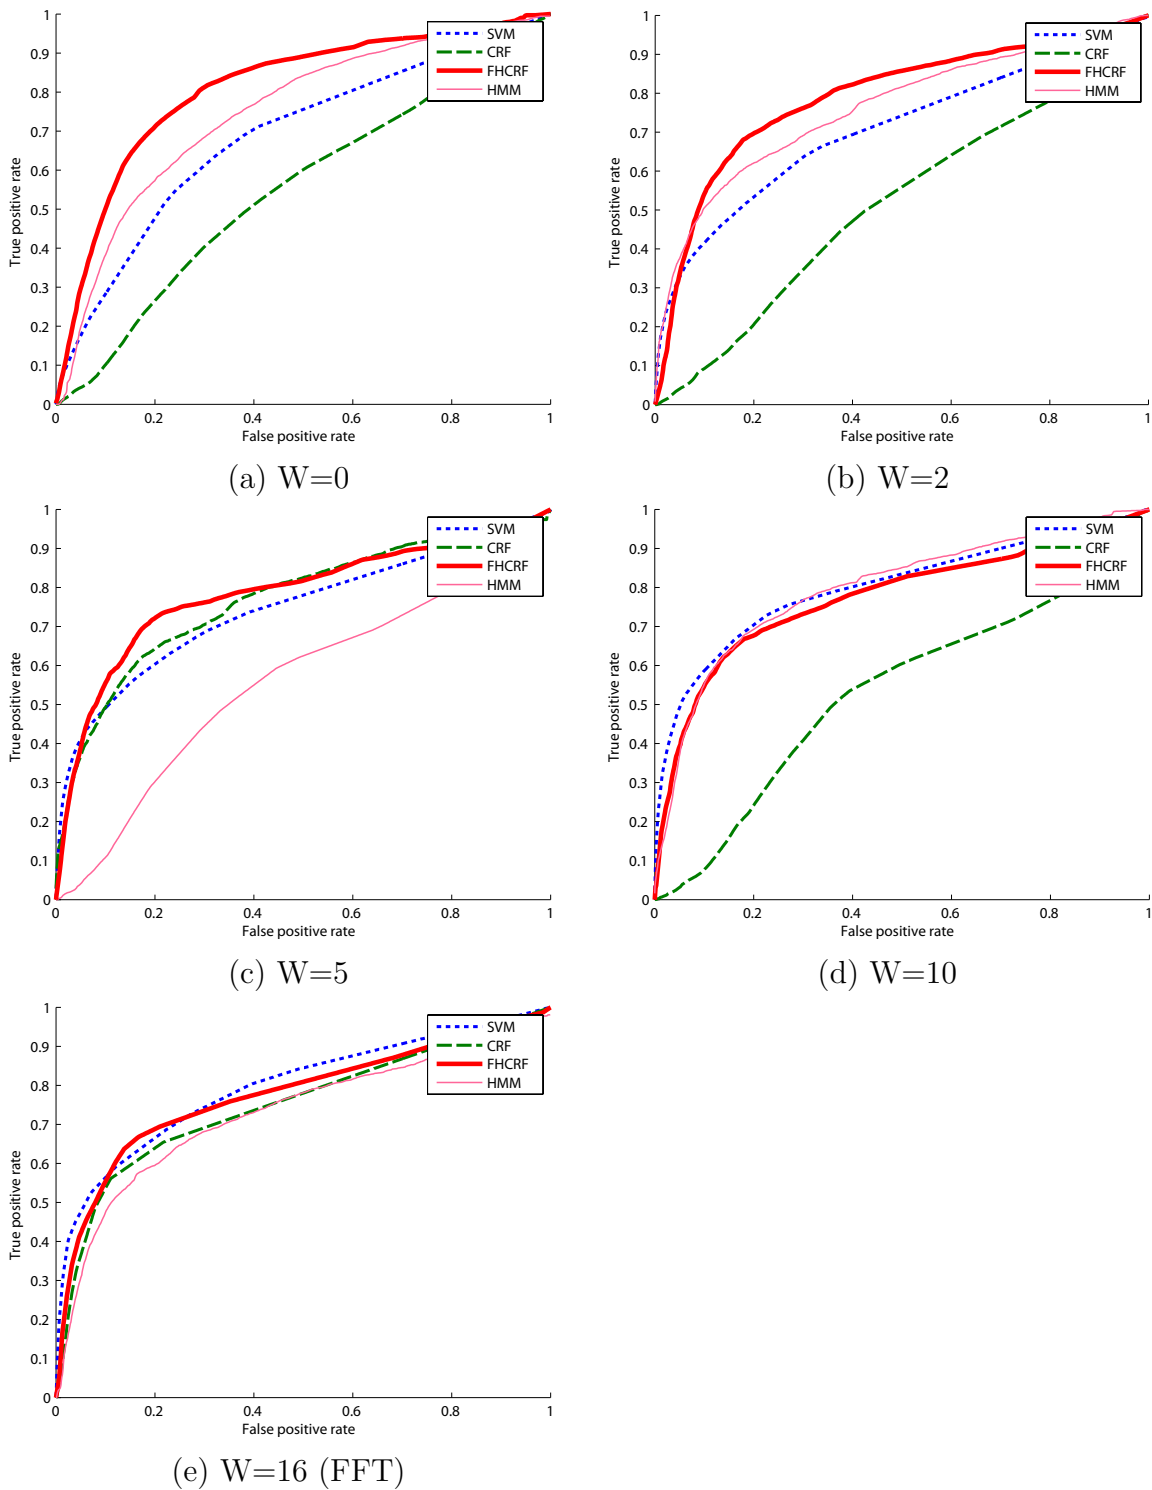 1
0.9
0.8
0.7
0.6
0.5
0.4
0.3
0.2
0.1
0
True positive rate
SVM
CRF
FHCRF
HMM
0 0.2 0.4 0.6 0.8 1
False positive rate
(a) W=0
1
0.9
0.8
0.7
0.6
0.5
0.4
0.3
0.2
0.1
0
True positive rate
SVM
CRF
FHCRF
HMM
0 0.2 0.4 0.6 0.8 1
False positive rate
(b) W=2
1
0.9
0.8
0.7
0.6
0.5
0.4
0.3
0.2
0.1
0
True positive rate
SVM
CRF
FHCRF
HMM
0 0.2 0.4 0.6 0.8 1
False positive rate
(c) W=5
1
0.9
0.8
0.7
0.6
0.5
0.4
0.3
0.2
0.1
0
True positive rate
SVM
CRF
FHCRF
HMM
0 0.2 0.4 0.6 0.8 1
False positive rate
(d) W=10
1
0.9
0.8
0.7
0.6
0.5
0.4
0.3
0.2
0.1
0
True positive rate
SVM
CRF
FHCRF
HMM
0 0.2 0.4 0.6 0.8 1
False positive rate
(e) W=16 (FFT)